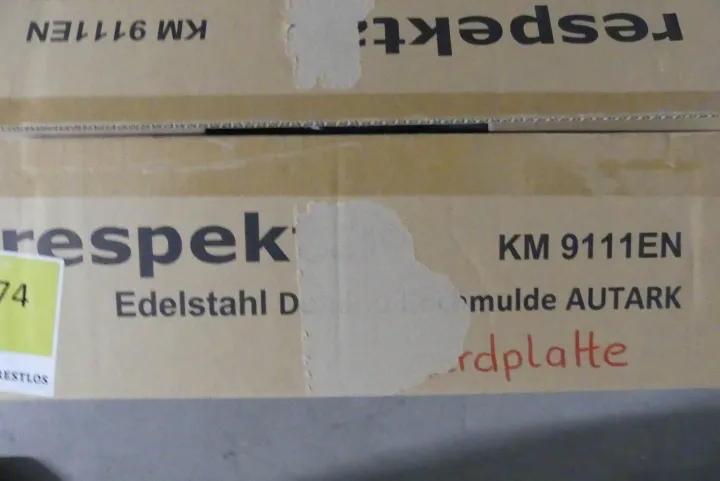 KM 9111EN respekt
respekt KM 9111EN
74
Edelstahl D mulde AUTARK
rdplatte
RESTLOS